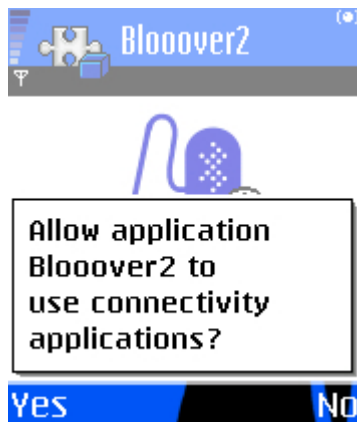 Blooover2
Allow application
Blooover2 to
use connectivity
applications?
Yes No